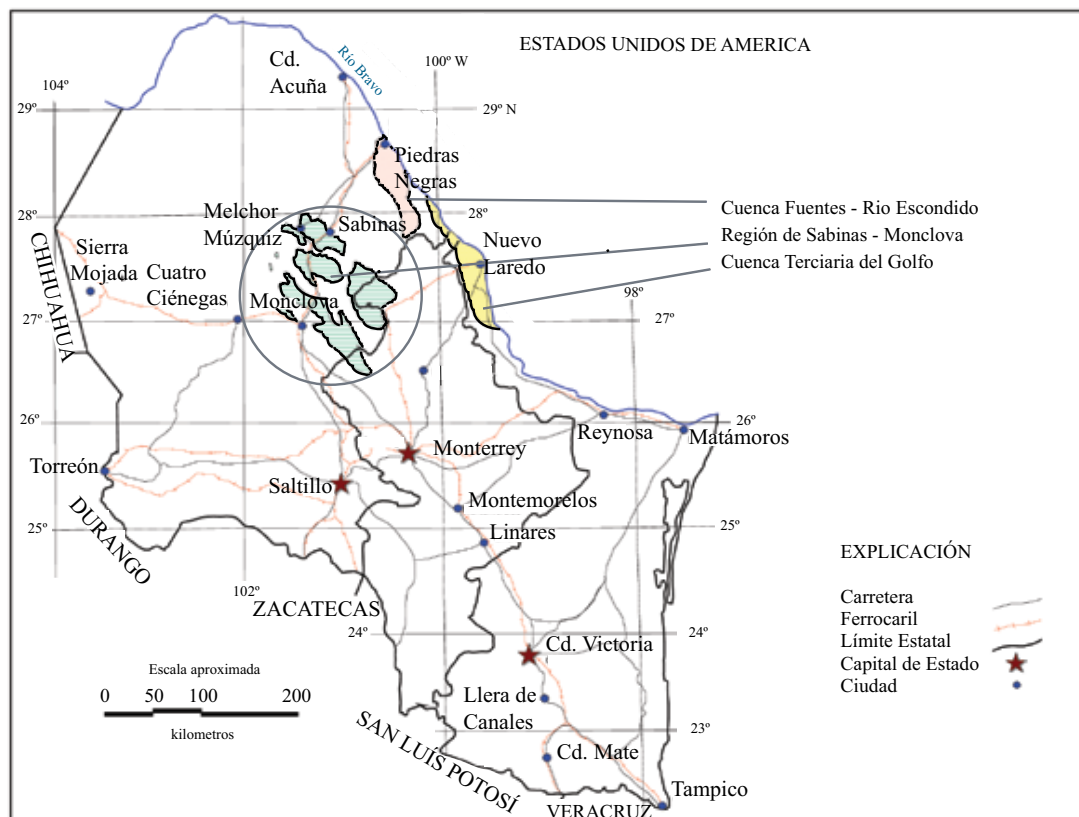 ESTADOS UNIDOS DE AMERICA
Río Bravo
100º W
Cd.
Acuña
104º
29º
29º N
Piedras
Negras
28º
28º
Melchor
Múzquiz
Sabinas
Cuenca Fuentes - Rio Escondido
Región de Sabinas - Monclova
Cuenca Terciaria del Golfo
CHIHUAHUA
Sierra
Mojada
Cuatro
Ciénegas
Nuevo
Laredo
98º
Monclova
27º
27º
26º
26º
Reynosa
Matámoros
Monterrey
Torreón
Saltillo
Montemorelos
25º
25º
Linares
DURANGO
EXPLICACIÓN
102º
ZACATECAS
Carretera
Ferrocaril
Límite Estatal
Capital de Estado
Ciudad
24º
24º
Cd. Victoria
Escala aproximada
0 50 100 200
kilometros
Llera de
Canales
SAN LUÍS POTOSÍ
23º
Cd. Mate
Tampico
VERACRUZ